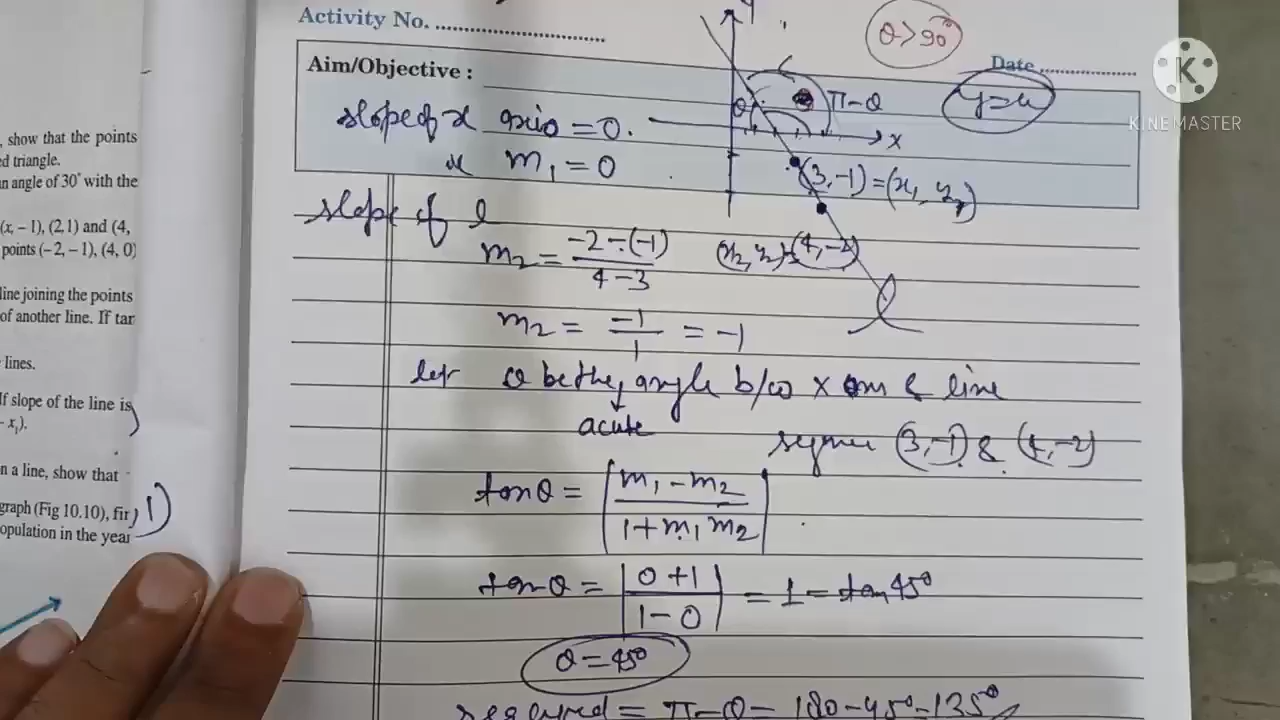 Activity No. ......................
θ>90°
Date
Aim/Objective :
y
π-θ
θ
x
slope of x axis = 0.
m₁ = 0
(3,-1)=(x₁, y₁)
slope of l
m₂ = -2-(-1) / 4-3
(x₂, y₂)=(4,-2)
l
m₂ = -1/1 = -1
let θ be the angle b/w x axis & line
acute
(3,-1) & (4,-2)
tanθ = |m₁ - m₂ / 1+m₁m₂|
tanθ = |0+1 / 1-0| = 1 = tan 45°
θ = 45°
required = π-θ = 180-45°=135°
, show that the points
ed triangle.
n angle of 30° with the
(x, – 1), (2,1) and (4,
points (–2, –1), (4, 0)
line joining the points
of another line. If tan
lines.
If slope of the line is
– x₁).
n a line, show that
graph (Fig 10.10), fin
1)
opulation in the year
K
KINEMASTER